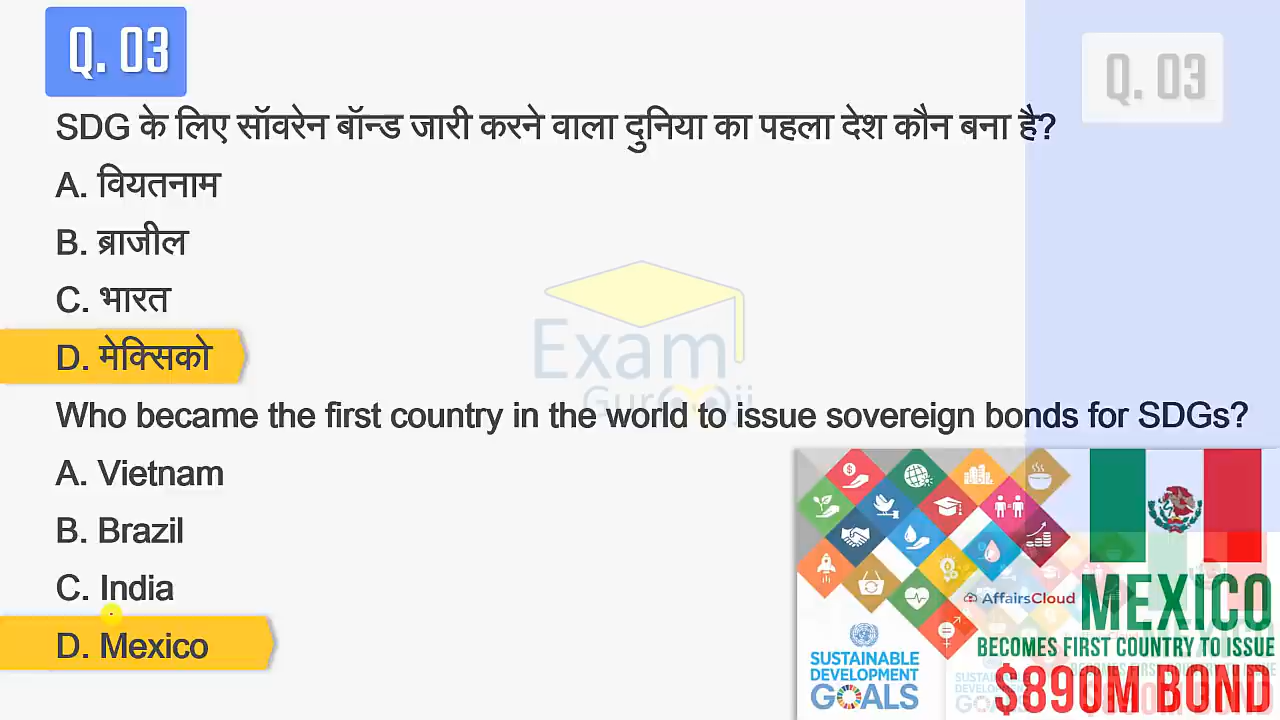 Q. 03
Q. 03
SDG के लिए सॉवरेन बॉन्ड जारी करने वाला दुनिया का पहला देश कौन बना है?
A. वियतनाम
B. ब्राजील
C. भारत
D. मेक्सिको
Exam
Who became the first country in the world to issue sovereign bonds for SDGs?
A. Vietnam
B. Brazil
C. India
D. Mexico
AffairsCloud
MEXICO
BECOMES FIRST COUNTRY TO ISSUE
$890M BOND
SUSTAINABLE
DEVELOPMENT
GOALS